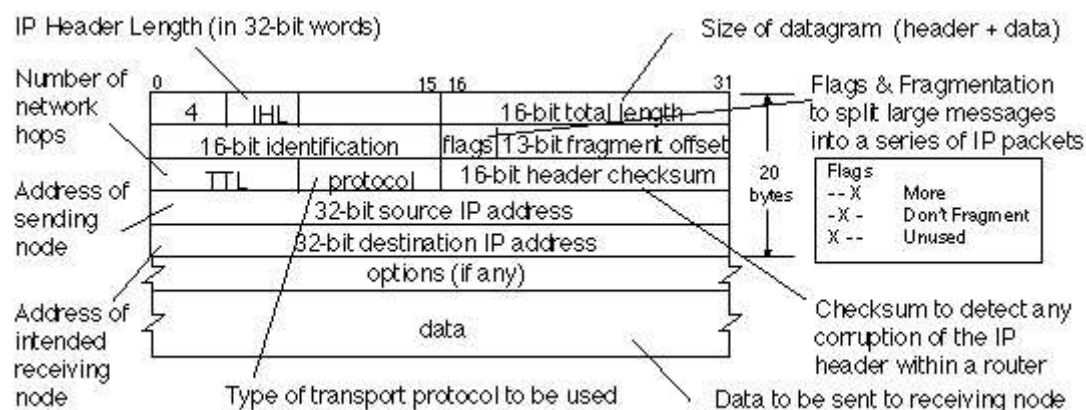 IP Header Length (in 32-bit words)
Size of datagram (header + data)
Number of
network
hops
0
15 16
31
Flags & Fragmentation
to split large messages
into a series of IP packets
4
IHL
16-bit total length
16-bit identification
flags
13-bit fragment offset
TTL
protocol
16-bit header checksum
20
bytes
Flags
-- X More
-X - Don't Fragment
X -- Unused
Address of
sending
node
32-bit source IP address
32-bit destination IP address
options (if any)
Address of
intended
receiving
node
data
Checksum to detect any
corruption of the IP
header within a router
Type of transport protocol to be used
Data to be sent to receiving node